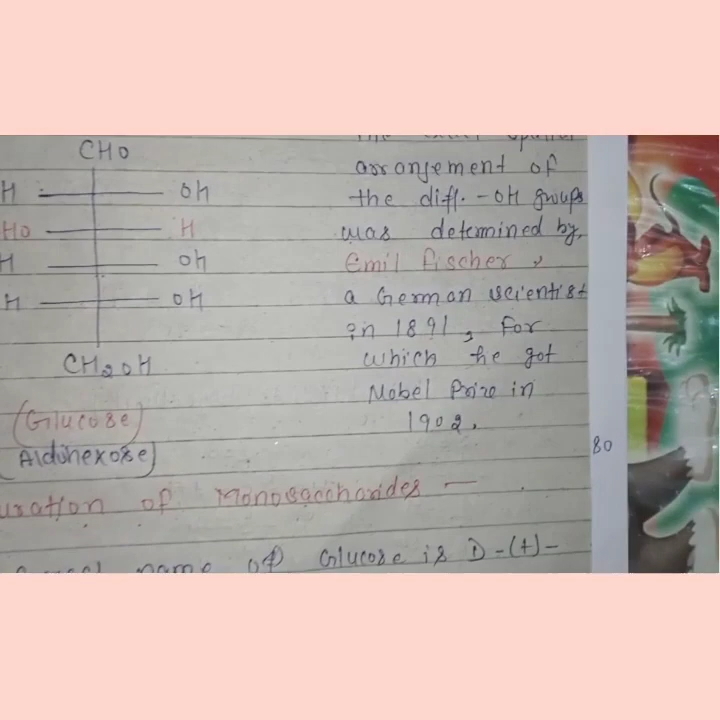 CHO
H OH
HO H
H OH
H OH
CH2OH
(Glucose)
(Aldohexose)
arrangement of
the diff. -OH groups
was detcmined by,
Emil Fischer,
a German scientist
in 1891, for
which he got
Nobel Prize in
1902.
80
uration of Monosaccharides -
name of Glucose is D-(+)-